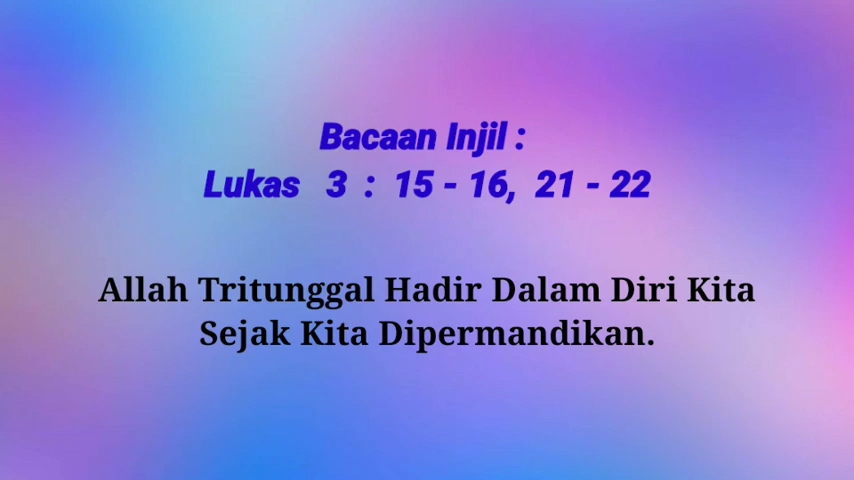 Bacaan Injil :
Lukas 3 : 15 - 16, 21 - 22
Allah Tritunggal Hadir Dalam Diri Kita
Sejak Kita Dipermandikan.